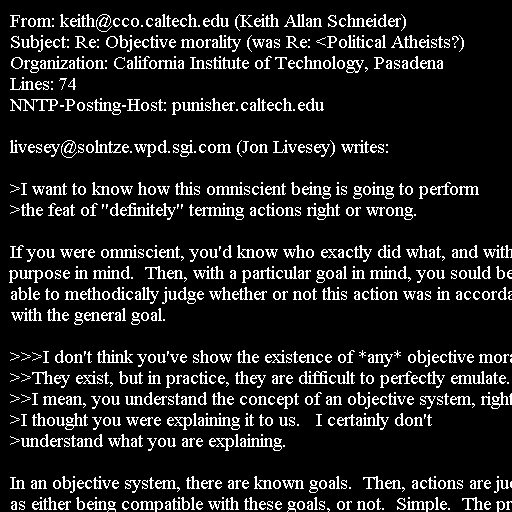 From: keith@cco.caltech.edu (Keith Allan Schneider)
Subject: Re: Objective morality (was Re: <Political Atheists?)
Organization: California Institute of Technology, Pasadena
Lines: 74
NNTP-Posting-Host: punisher.caltech.edu

livesey@solntze.wpd.sgi.com (Jon Livesey) writes:

>I want to know how this omniscient being is going to perform
>the feat of "definitely" terming actions right or wrong.

If you were omniscient, you'd know who exactly did what, and with
purpose in mind.  Then, with a particular goal in mind, you sould be
able to methodically judge whether or not this action was in accorda
with the general goal.

>>>I don't think you've show the existence of *any* objective mora
>>They exist, but in practice, they are difficult to perfectly emulate.
>>I mean, you understand the concept of an objective system, right
>I thought you were explaining it to us.   I certainly don't
>understand what you are explaining.

In an objective system, there are known goals.  Then, actions are jud
as either being compatible with these goals, or not.  Simple.  The pr